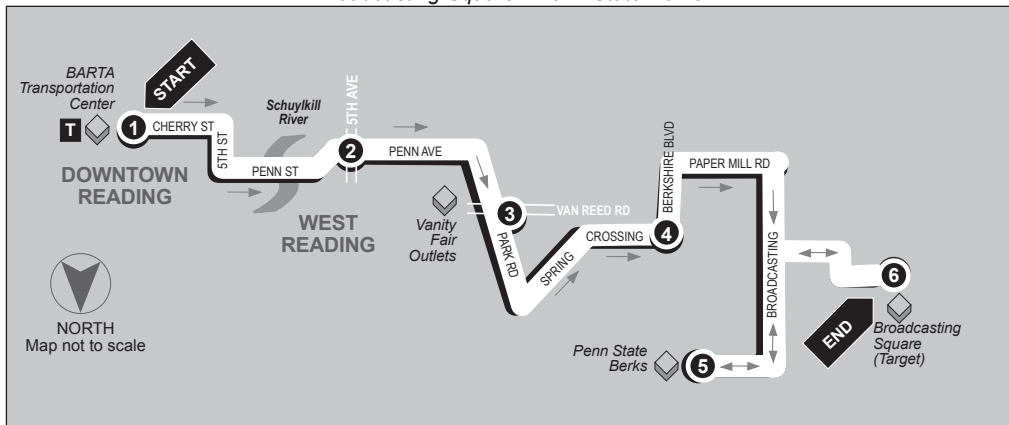 BARTA
Transportation
Center
START
T
1
CHERRY ST
5TH ST
PENN ST
DOWNTOWN
READING
Schuylkill
River
5TH AVE
2
PENN AVE
WEST
READING
Vanity
Fair
Outlets
3
VAN REED RD
PARK RD
SPRING
CROSSING
4
BERKSHIRE BLVD
PAPER MILL RD
BROADCASTING
6
END
Broadcasting
Square
(Target)
Penn State
Berks
5
NORTH
Map not to scale